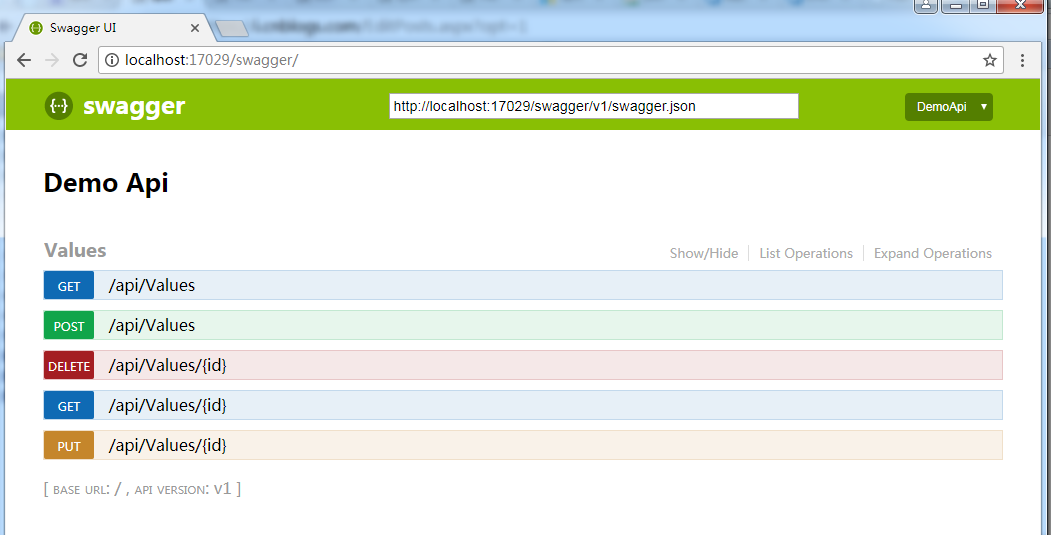 Swagger UI
localhost:17029/swagger/
{··} swagger
http://localhost:17029/swagger/v1/swagger.json
DemoApi
Demo Api
Values
Show/Hide
List Operations
Expand Operations
GET /api/Values
POST /api/Values
DELETE /api/Values/{id}
GET /api/Values/{id}
PUT /api/Values/{id}
[ BASE URL: / , API VERSION: v1 ]